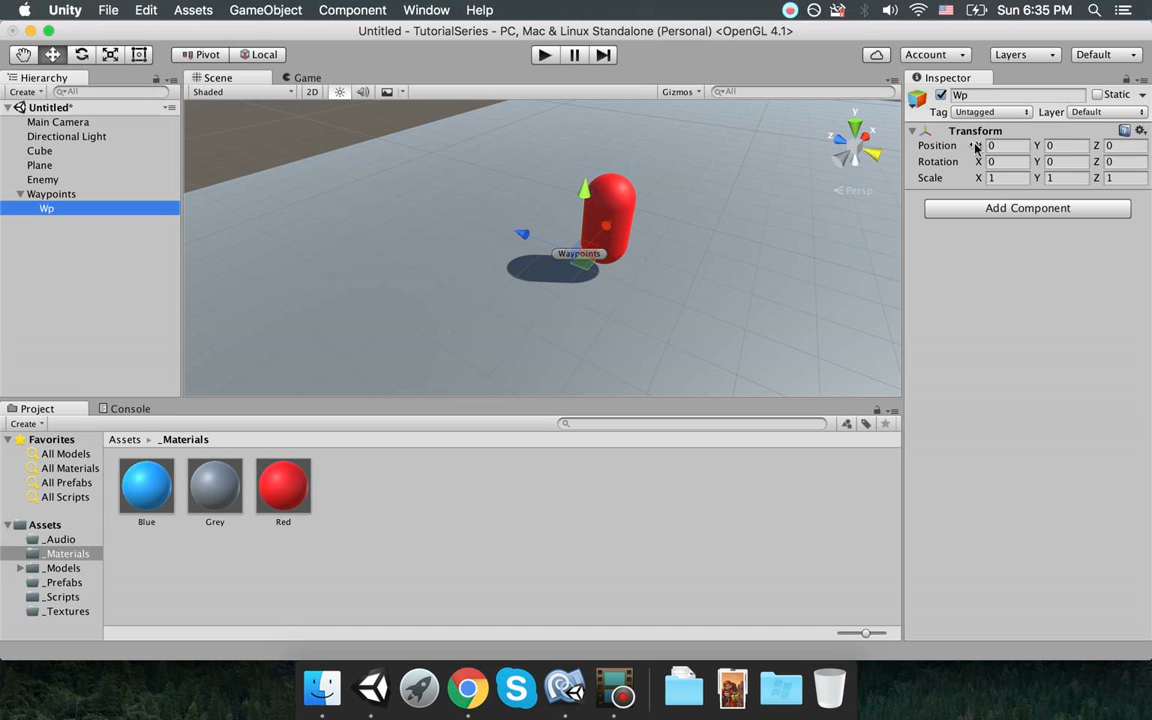 Unity File Edit Assets GameObject Component Window Help Sun 6:35 PM
Untitled - TutorialSeries - PC, Mac & Linux Standalone (Personal) <OpenGL 4.1>
Pivot Local Account Layers Default
Hierarchy Scene Game Inspector
Create All Shaded 2D Gizmos All Wp Static
Untitled*
Tag Untagged Layer Default
Main Camera
Directional Light
Cube
Plane
Enemy
Waypoints
Wp
y
z x
Persp
Waypoints
Transform
Position X 0 Y 0 Z 0
Rotation X 0 Y 0 Z 0
Scale X 1 Y 1 Z 1
Add Component
Project Console
Create
Favorites
All Models
All Materials
All Prefabs
All Scripts
Assets
_Audio
_Materials
_Models
_Prefabs
_Scripts
_Textures
Assets _Materials
Blue Grey Red